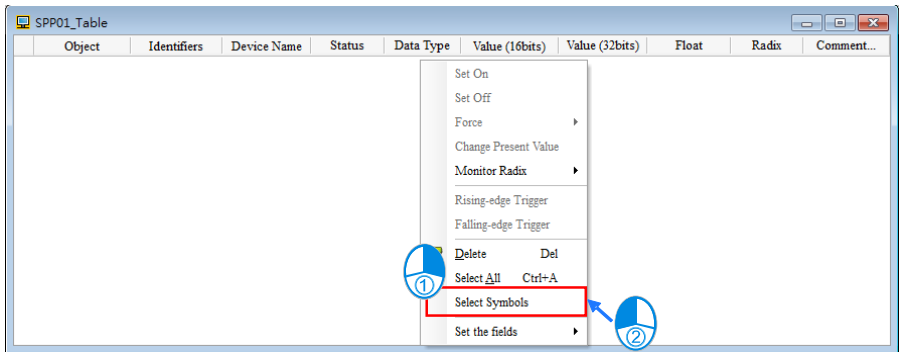 SPP01_Table
Object Identifiers Device Name Status Data Type Value (16bits) Value (32bits) Float Radix Comment...
Set On
Set Off
Force
Change Present Value
Monitor Radix
Rising-edge Trigger
Falling-edge Trigger
Delete Del
Select All Ctrl+A
①
Select Symbols
Set the fields
②